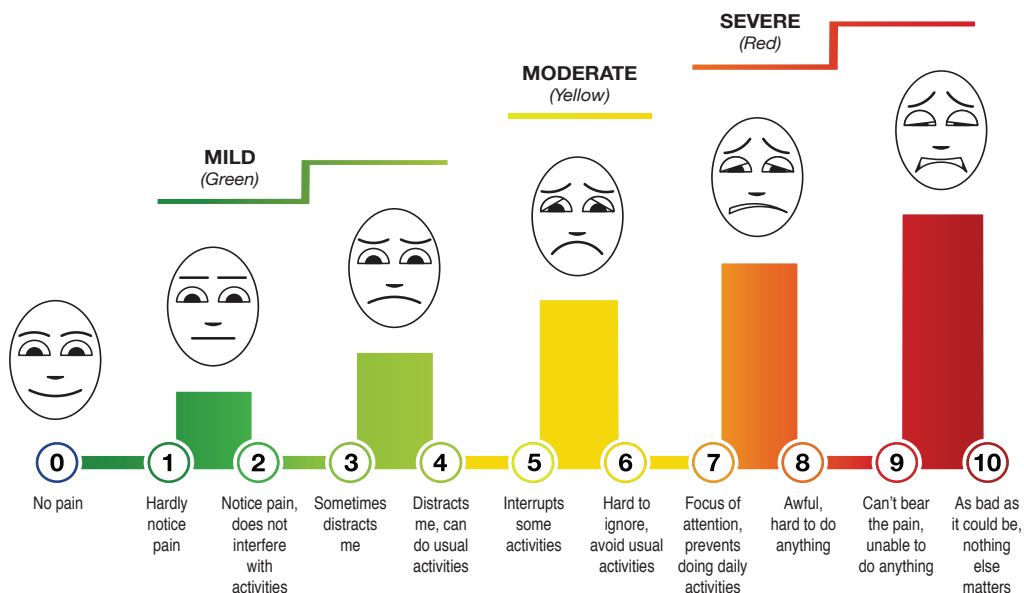 SEVERE
(Red)
MODERATE
(Yellow)
MILD
(Green)
0
1
2
3
4
5
6
7
8
9
10
No pain
Hardly
notice
pain
Notice pain,
does not
interfere
with
activities
Sometimes
distracts
me
Distracts
me, can
do usual
activities
Interrupts
some
activities
Hard to
ignore,
avoid usual
activities
Focus of
attention,
prevents
doing daily
activities
Awful,
hard to do
anything
Can't bear
the pain,
unable to
do anything
As bad as
it could be,
nothing
else
matters